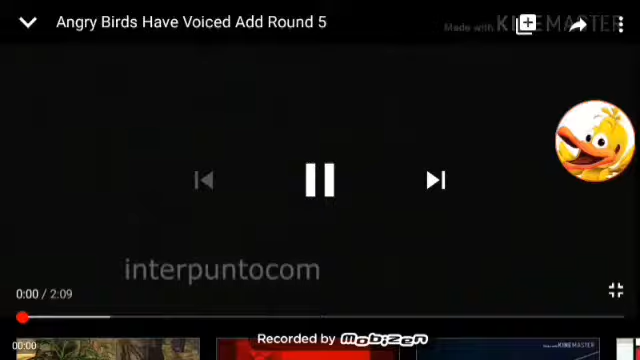 Angry Birds Have Voiced Add Round 5
Made with KINEMASTER
interpuntocom
0:00 / 2:09
Recorded by Mobizen
00:00
KINEMASTER